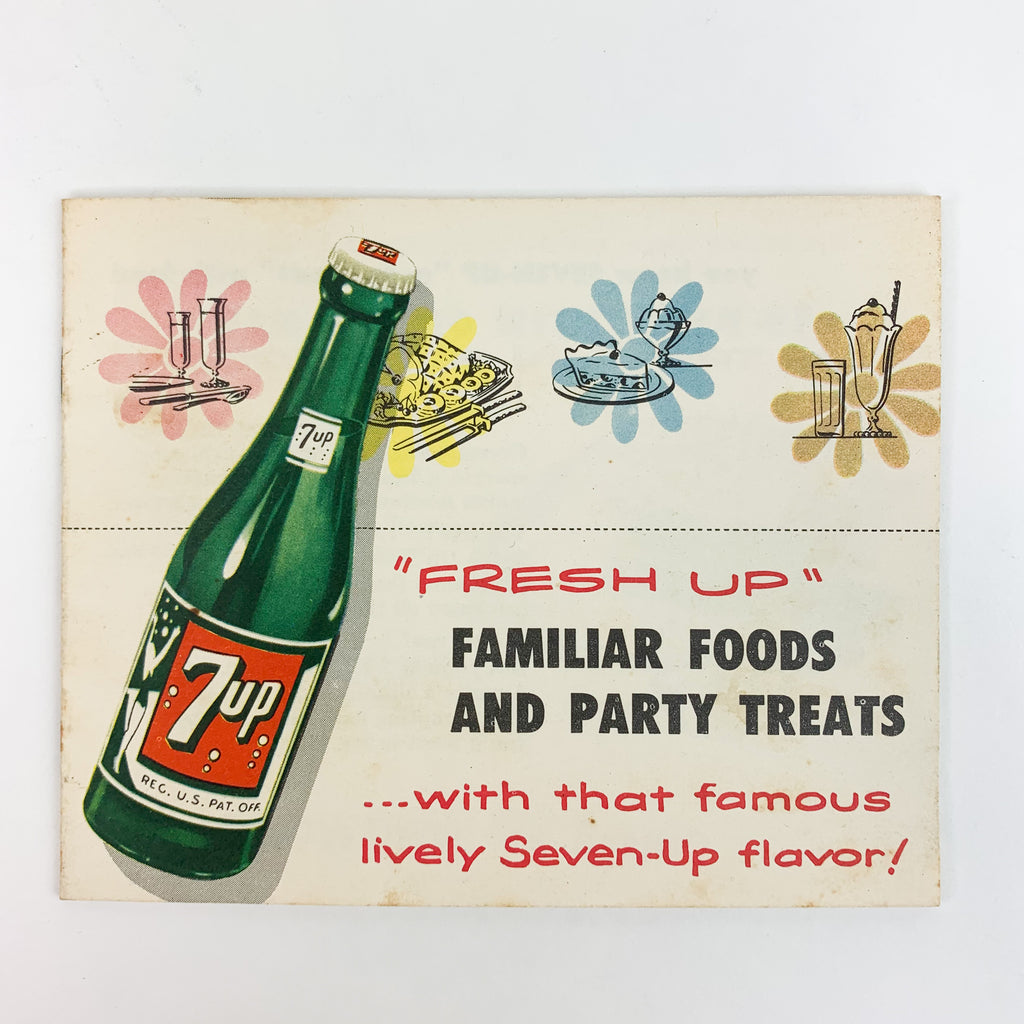 7up
7up
"FRESH UP"
FAMILIAR FOODS
AND PARTY TREATS
7up
REG. U.S. PAT. OFF.
...with that famous
lively Seven-Up flavor!